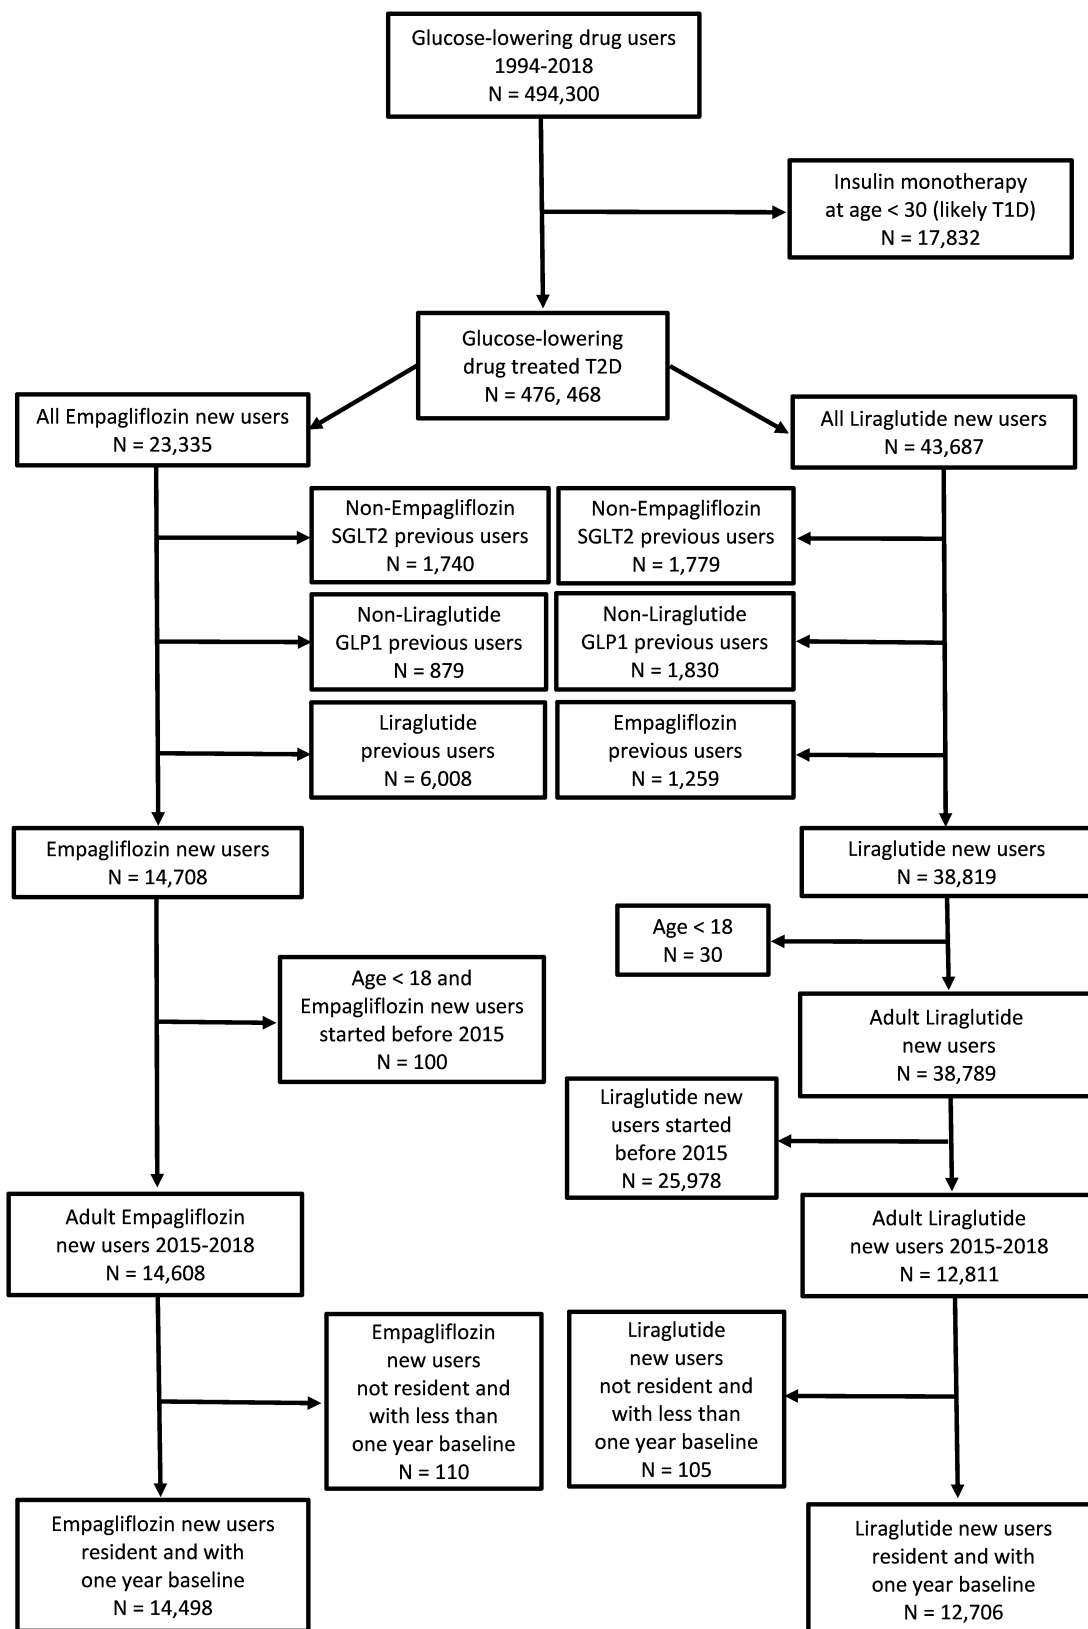 Glucose-lowering drug users
1994-2018
N = 494,300
Insulin monotherapy
at age < 30 (likely T1D)
N = 17,832
Glucose-lowering
drug treated T2D
N = 476, 468
All Empagliflozin new users
N = 23,335
All Liraglutide new users
N = 43,687
Non-Empagliflozin
SGLT2 previous users
N = 1,740
Non-Empagliflozin
SGLT2 previous users
N = 1,779
Non-Liraglutide
GLP1 previous users
N = 879
Non-Liraglutide
GLP1 previous users
N = 1,830
Liraglutide
previous users
N = 6,008
Empagliflozin
previous users
N = 1,259
Empagliflozin new users
N = 14,708
Liraglutide new users
N = 38,819
Age < 18
N = 30
Age < 18 and
Empagliflozin new users
started before 2015
N = 100
Adult Liraglutide
new users
N = 38,789
Liraglutide new
users started
before 2015
N = 25,978
Adult Empagliflozin
new users 2015-2018
N = 14,608
Adult Liraglutide
new users 2015-2018
N = 12,811
Empagliflozin
new users
not resident and
with less than
one year baseline
N = 110
Liraglutide
new users
not resident and
with less than
one year baseline
N = 105
Empagliflozin new users
resident and with
one year baseline
N = 14,498
Liraglutide new users
resident and with
one year baseline
N = 12,706